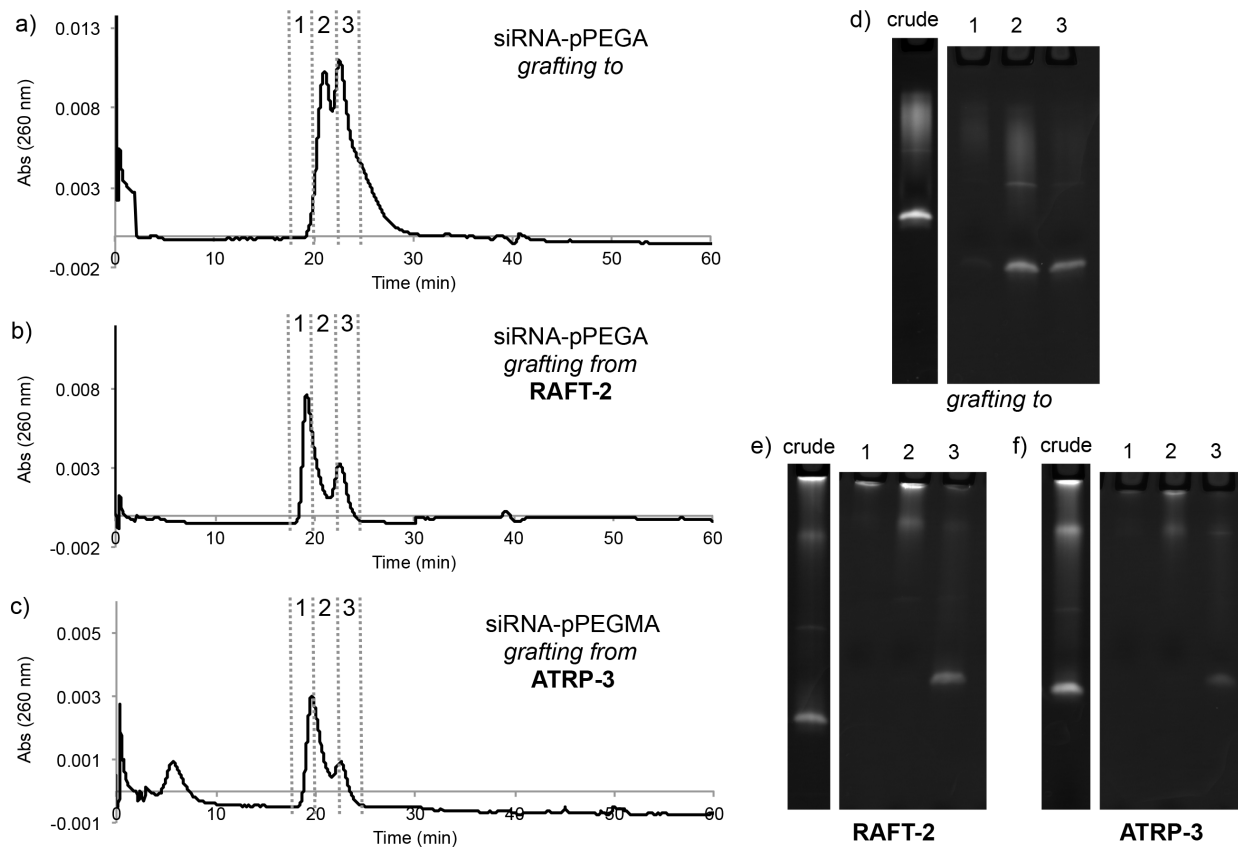 a)
1 2 3
siRNA-pPEGA
grafting to
0.013
0.008
0.003
-0.002
Abs (260 nm)
0 10 20 30 40 50 60
Time (min)
b)
1 2 3
siRNA-pPEGA
grafting from
RAFT-2
0.008
0.003
-0.002
Abs (260 nm)
0 10 20 30 40 50 60
Time (min)
c)
1 2 3
siRNA-pPEGMA
grafting from
ATRP-3
0.005
0.003
0.001
-0.001
Abs (260 nm)
0 10 20 30 40 50 60
Time (min)
d) crude 1 2 3
grafting to
e) crude 1 2 3
RAFT-2
f) crude 1 2 3
ATRP-3